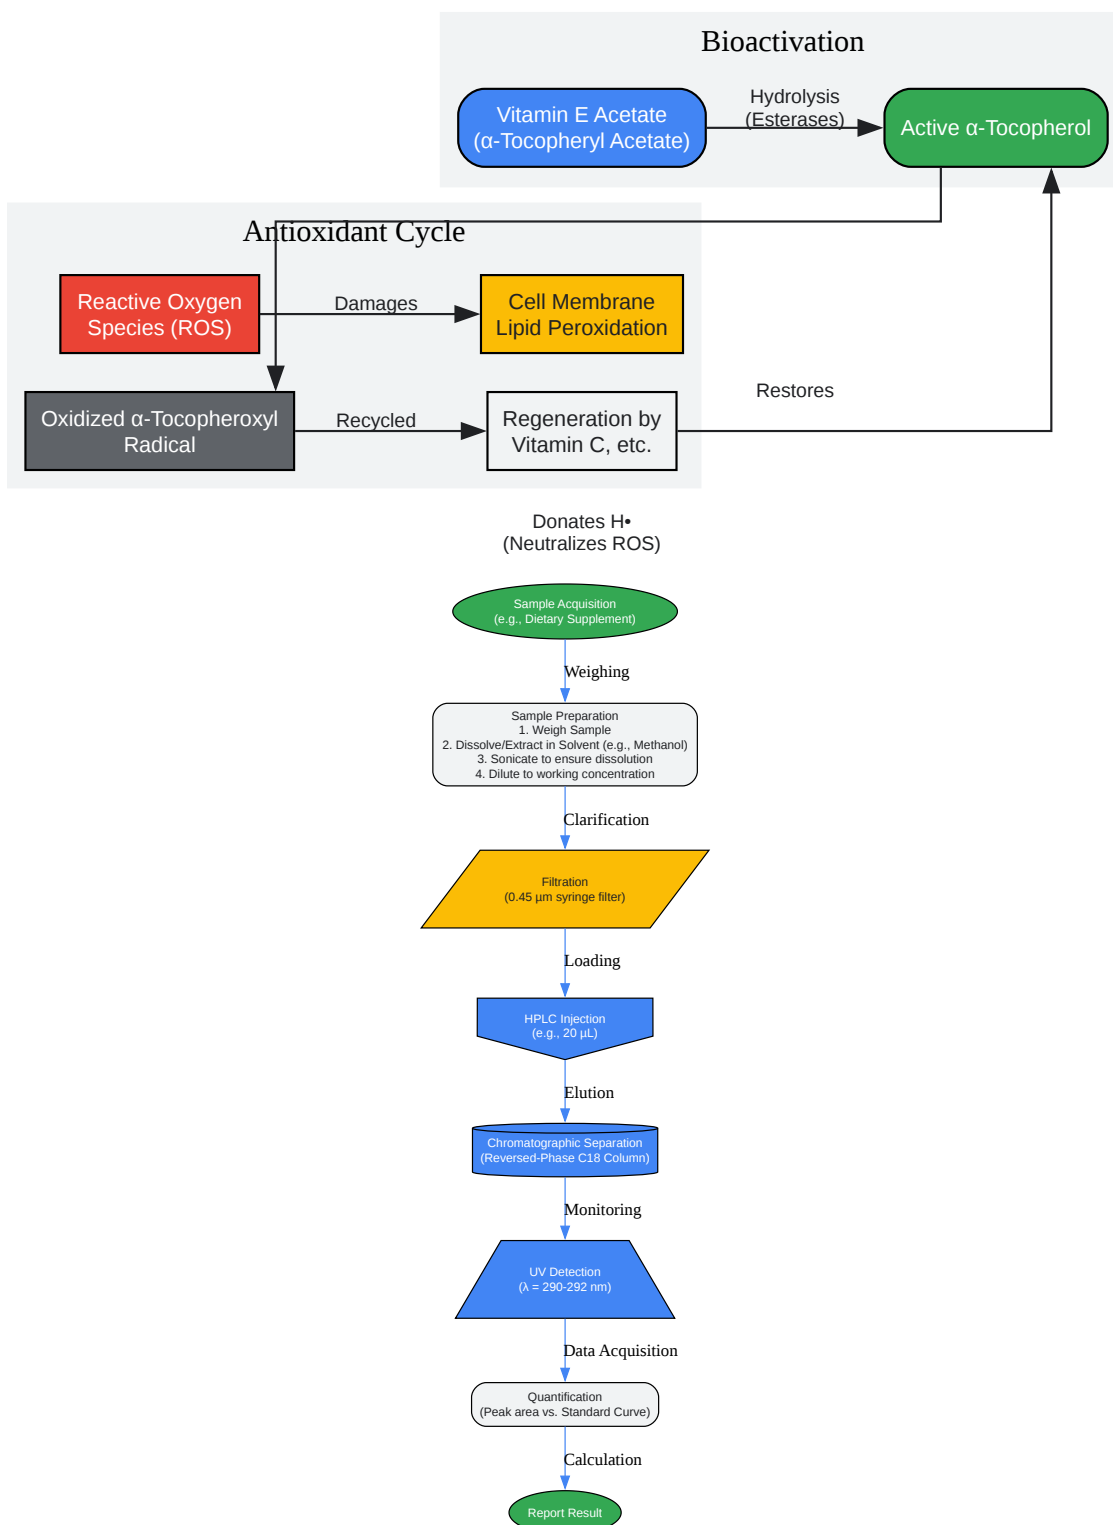 Bioactivation
Vitamin E Acetate
(α-Tocopheryl Acetate)
Hydrolysis
(Esterases)
Active α-Tocopherol
Antioxidant Cycle
Reactive Oxygen
Species (ROS)
Damages
Cell Membrane
Lipid Peroxidation
Oxidized α-Tocopheroxyl
Radical
Recycled
Regeneration by
Vitamin C, etc.
Restores
Donates H•
(Neutralizes ROS)
Sample Acquisition
(e.g., Dietary Supplement)
Weighing
Sample Preparation
1. Weigh Sample
2. Dissolve/Extract in Solvent (e.g., Methanol)
3. Sonicate to ensure dissolution
4. Dilute to working concentration
Clarification
Filtration
(0.45 µm syringe filter)
Loading
HPLC Injection
(e.g., 20 µL)
Elution
Chromatographic Separation
(Reversed-Phase C18 Column)
Monitoring
UV Detection
(λ = 290-292 nm)
Data Acquisition
Quantification
(Peak area vs. Standard Curve)
Calculation
Report Result